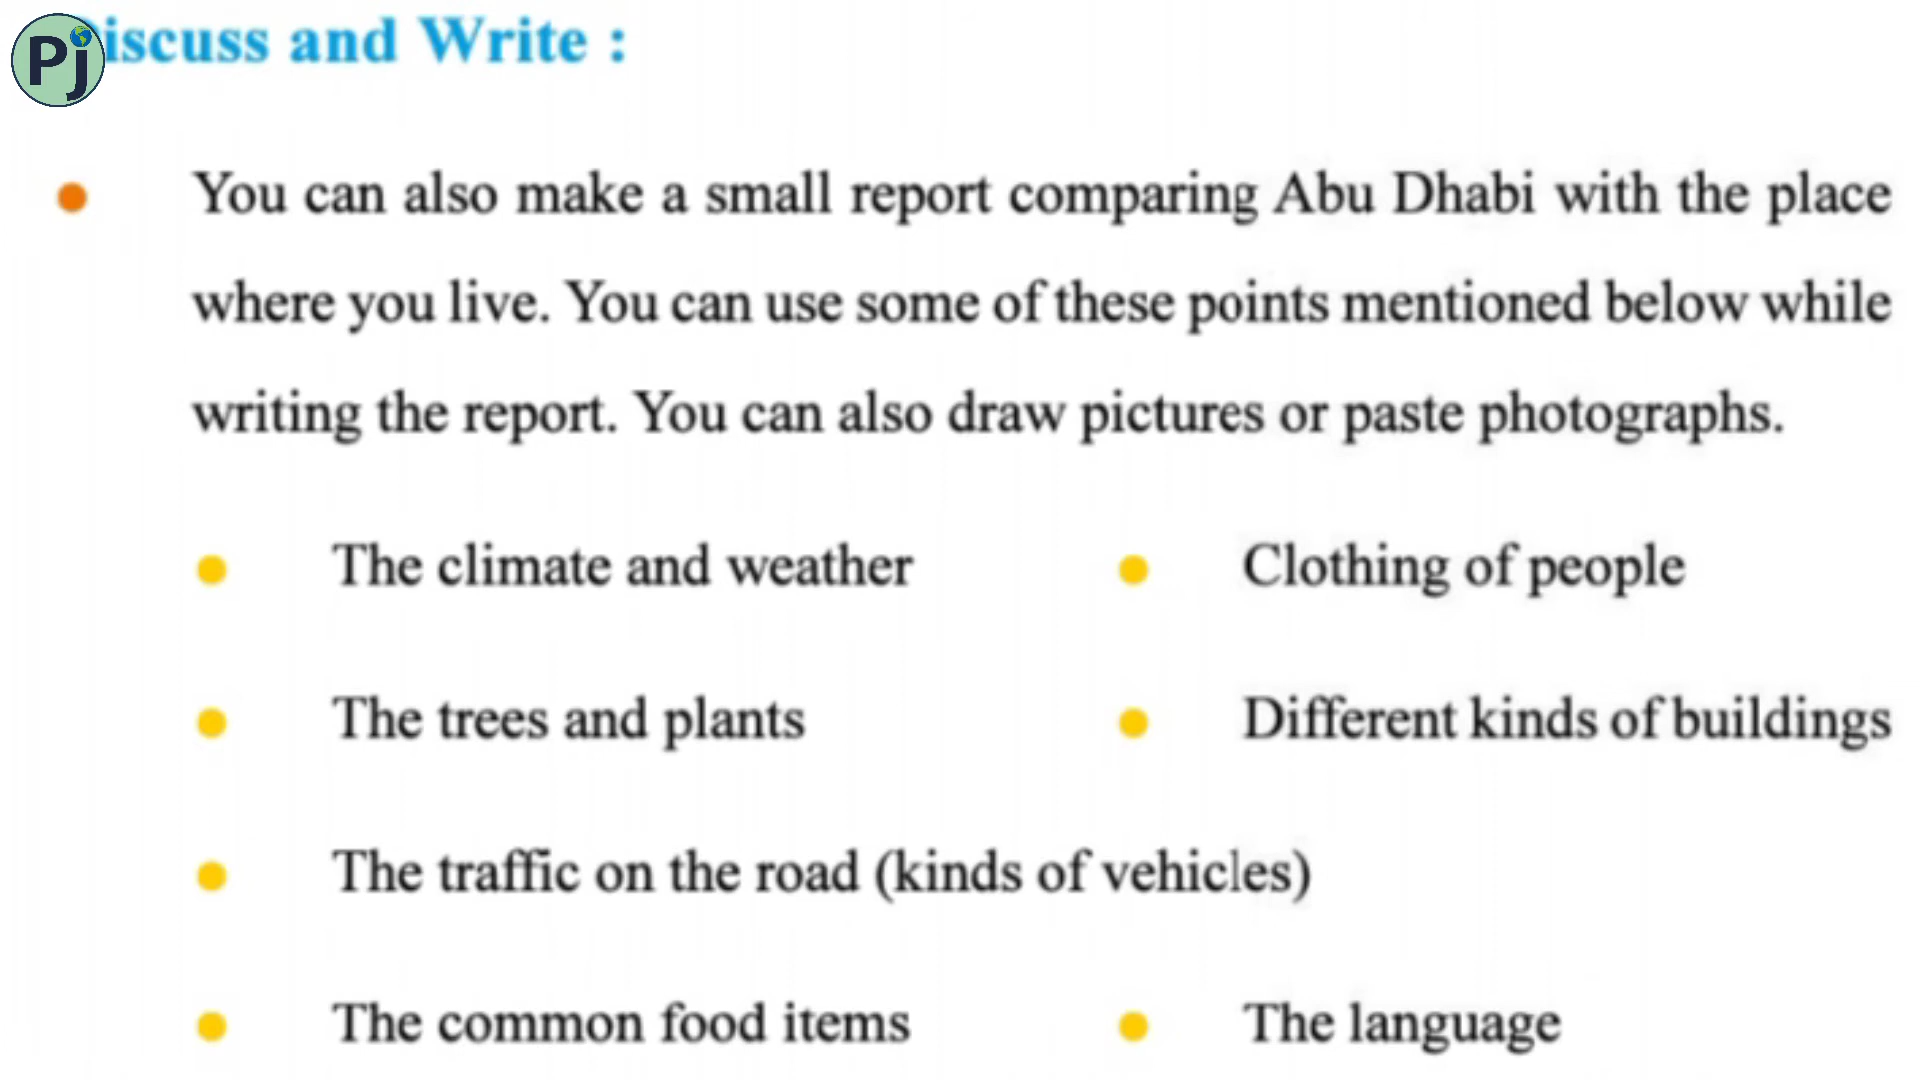 Pj
iscuss and Write :
You can also make a small report comparing Abu Dhabi with the place
where you live. You can use some of these points mentioned below while
writing the report. You can also draw pictures or paste photographs.
The climate and weather
Clothing of people
The trees and plants
Different kinds of buildings
The traffic on the road (kinds of vehicles)
The common food items
The language